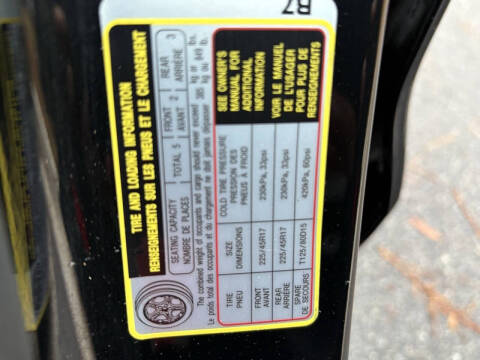 TIRE AND LOADING INFORMATION
RENSEIGNEMENTS SUR LES PNEUS ET LE CHARGEMENT
SEATING CAPACITY TOTAL 5 FRONT 2 REAR 3
NOMBRE DE PLACES AVANT ARRIÈRE
The combined weight of occupants and cargo should never exceed 385 kg or 849 lb.
Le poids total des occupants et du chargement ne doit jamais dépasser kg ou lb.
TIRE SIZE COLD TIRE PRESSURE
PNEU DIMENSIONS PRESSION DES PNEUS À FROID
FRONT 225/45R17 230kPa, 33psi
AVANT
REAR 225/45R17 230kPa, 33psi
ARRIÈRE
SPARE T125/80D15 420kPa, 60psi
DE SECOURS
SEE OWNER'S
MANUAL FOR
ADDITIONAL
INFORMATION
VOIR LE MANUEL
DE L'USAGER
POUR PLUS DE
RENSEIGNEMENTS